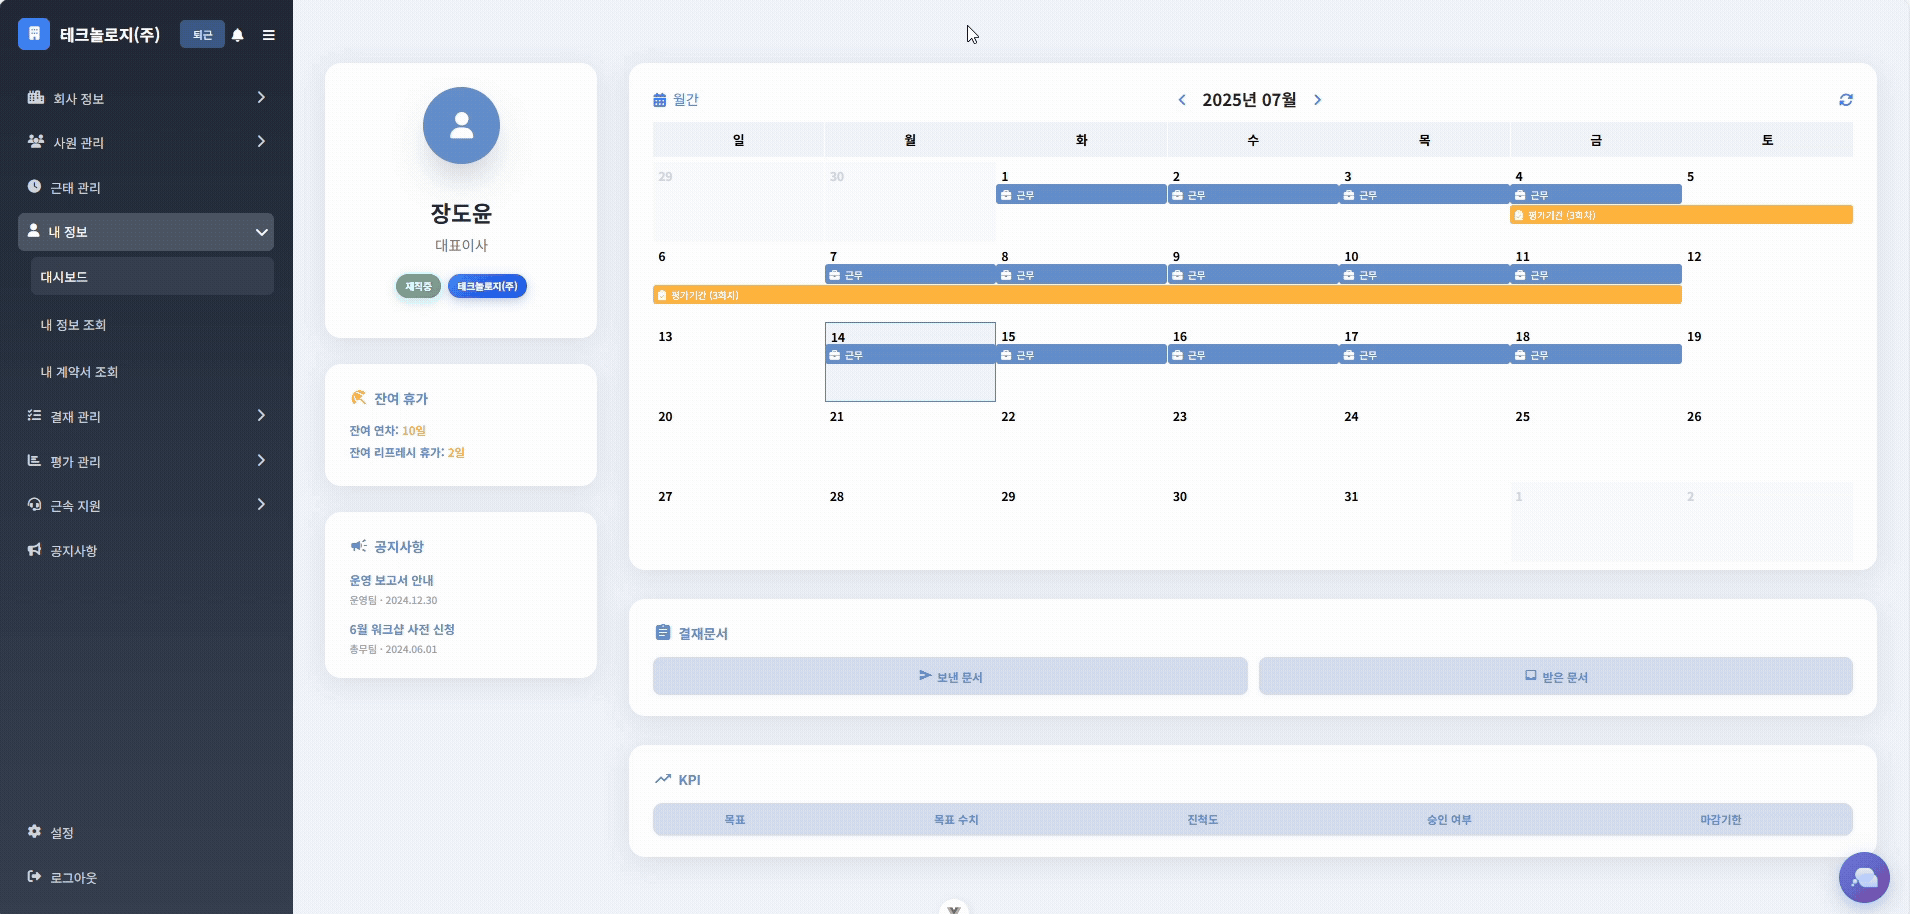 테크놀로지(주) 퇴근
회사 정보
사원 관리
근태 관리
내 정보
대시보드
내 정보 조회
내 계약서 조회
결재 관리
평가 관리
근속 지원
공지사항
설정
로그아웃
장도윤
대표이사
재직중 테크놀로지(주)
잔여 휴가
잔여 연차: 10일
잔여 리프레시 휴가: 2일
공지사항
운영 보고서 안내
운영팀 · 2024.12.30
6월 워크샵 사전 신청
총무팀 · 2024.06.01
월간 2025년 07월
일 월 화 수 목 금 토
29 30 1 2 3 4 5
근무 근무 근무 근무
평가기간 (3회차)
6 7 8 9 10 11 12
근무 근무 근무 근무 근무
평가기간 (3회차)
13 14 15 16 17 18 19
근무 근무 근무 근무 근무
20 21 22 23 24 25 26
27 28 29 30 31 1 2
결재문서
보낸 문서 받은 문서
KPI
목표 목표 수치 진척도 승인 여부 마감기한